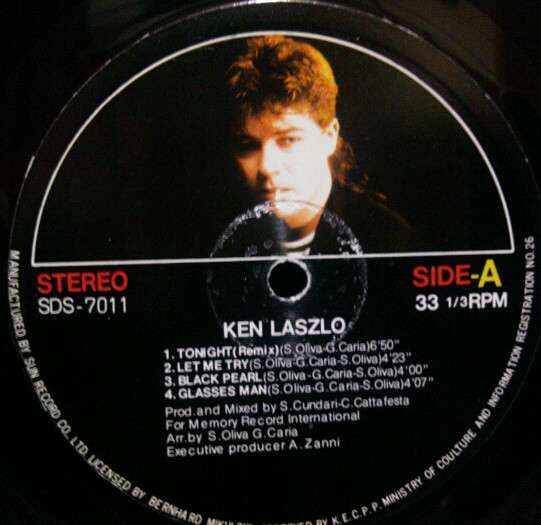 STEREO
SDS-7011
SIDE-A
33 1/3RPM
KEN LASZLO
1. TONIGHT(Remix)(S.Oliva-G.Caria)6'50"
2. LET ME TRY(S.Oliva-G.Caria-S.Oliva)4'23"
3. BLACK PEARL(S.Oliva-G.Caria-S.Oliva)4'00"
4. GLASSES MAN(S.Oliva-G.Caria-S.Oliva)4'07"
Prod.and Mixed by S.Cundari-C.Cattafesta
For Memory Record International
Arr.by S.Oliva G.Caria
Executive producer A.Zanni
MANUFACTURED BY SUN RECORD CO., LTD. LICENSED BY BERNHARD BY K.E.C.P.P. MINISTRY OF COULTURE AND INFORMATION REGISTRATION NO.26